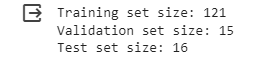 Training set size: 121
Validation set size: 15
Test set size: 16